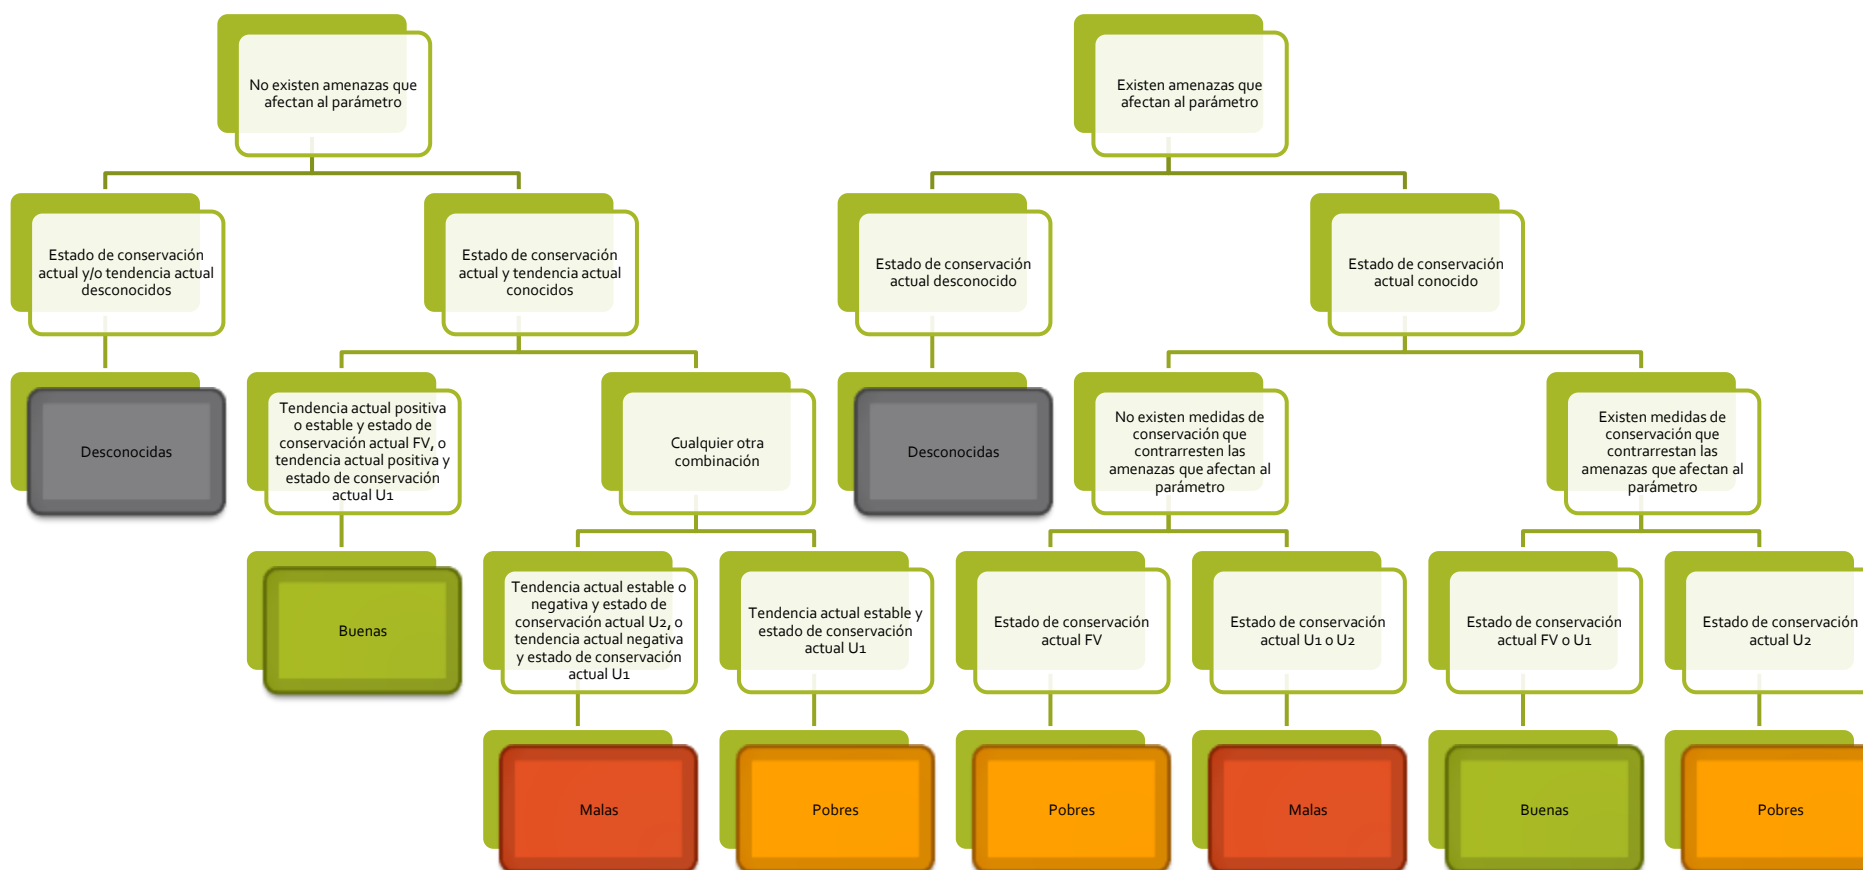 No existen amenazas que
afectan al parámetro
Existen amenazas que
afectan al parámetro
Estado de conservación
actual y/o tendencia actual
desconocidos
Estado de conservación
actual y tendencia actual
conocidos
Estado de conservación
actual desconocido
Estado de conservación
actual conocido
Desconocidas
Tendencia actual positiva
o estable y estado de
conservación actual FV, o
tendencia actual positiva y
estado de conservación
actual U1
Cualquier otra
combinación
Desconocidas
No existen medidas de
conservación que
contrarresten las
amenazas que afectan al
parámetro
Existen medidas de
conservación que
contrarrestan las
amenazas que afectan al
parámetro
Buenas
Tendencia actual estable o
negativa y estado de
conservación actual U2, o
tendencia actual negativa
y estado de conservación
actual U1
Tendencia actual estable y
estado de conservación
actual U1
Estado de conservación
actual FV
Estado de conservación
actual U1 o U2
Estado de conservación
actual FV o U1
Estado de conservación
actual U2
Malas
Pobres
Pobres
Malas
Buenas
Pobres